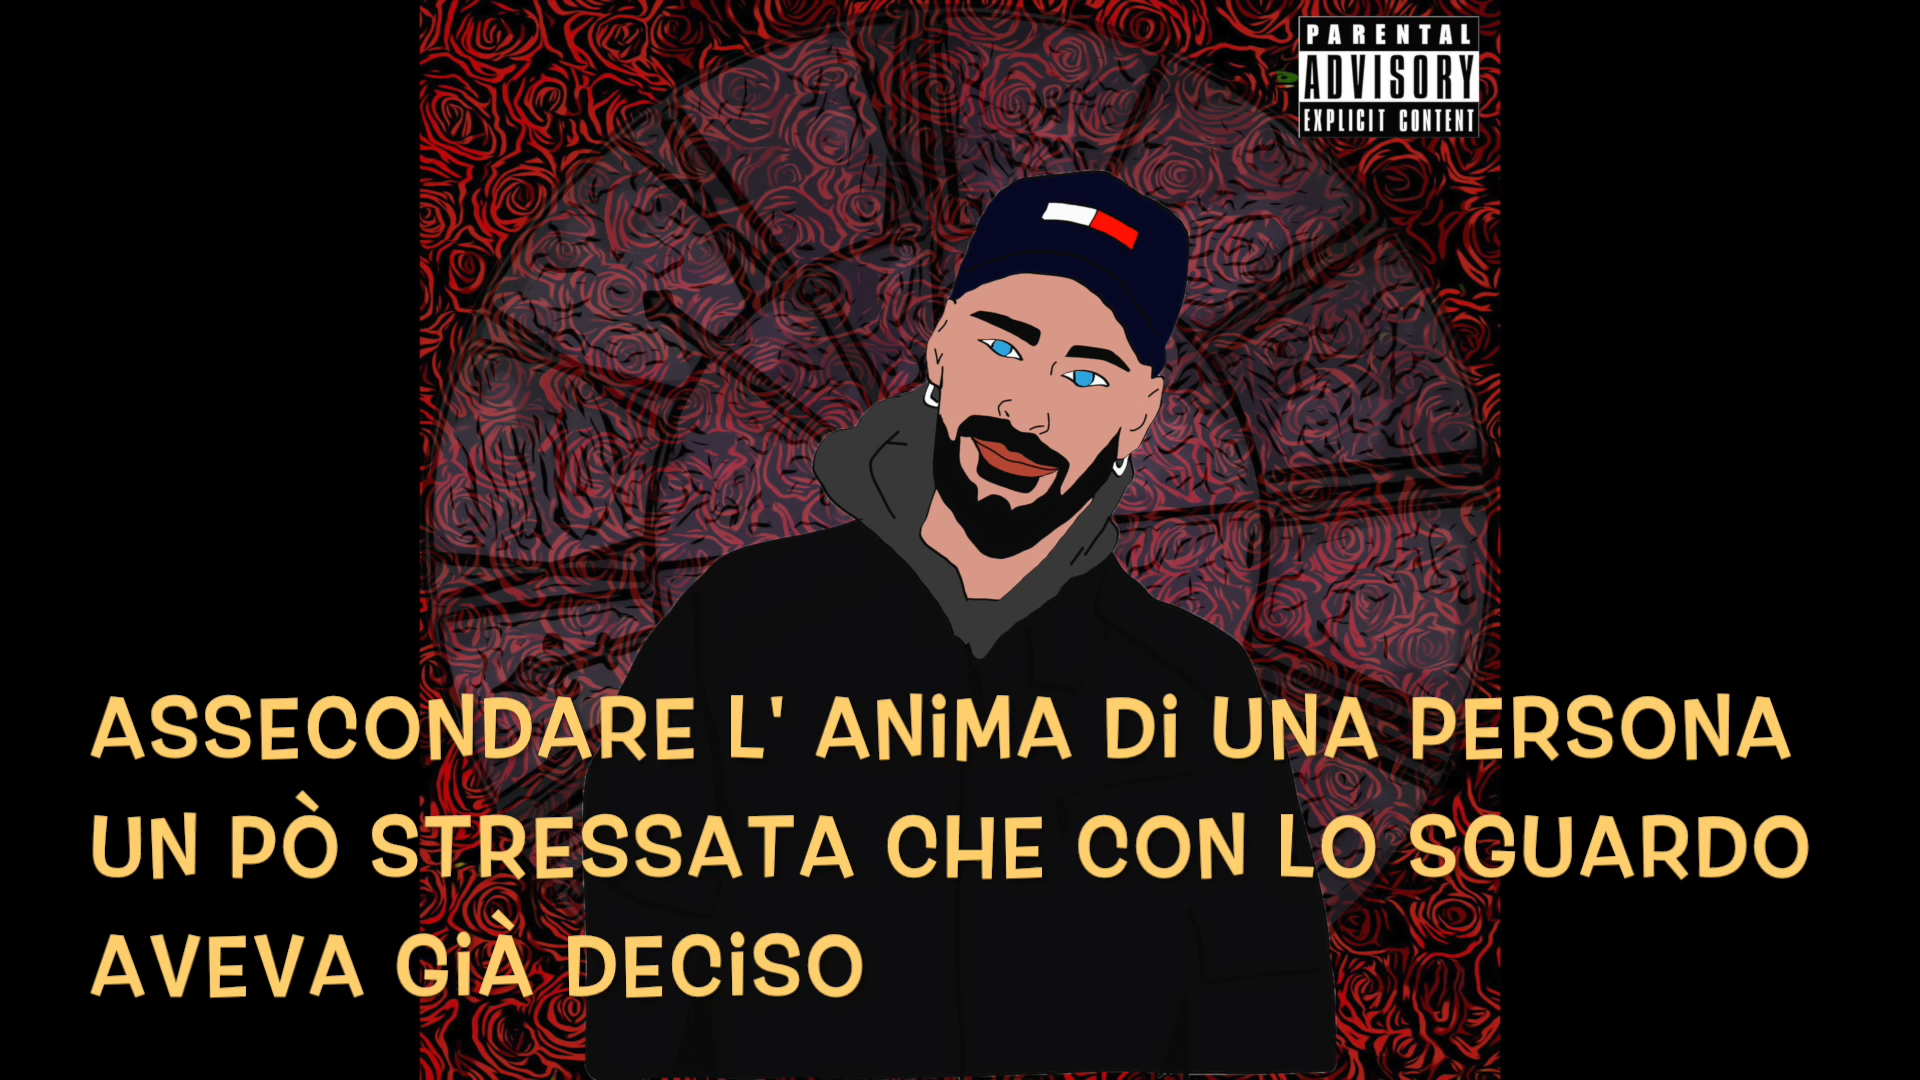 PARENTAL
ADVISORY
EXPLICIT CONTENT
ASSECONDARE L' ANiMA Di UNA PERSONA
UN PÒ STRESSATA CHE CON LO SGUARDO
AVEVA GiÀ DECiSO